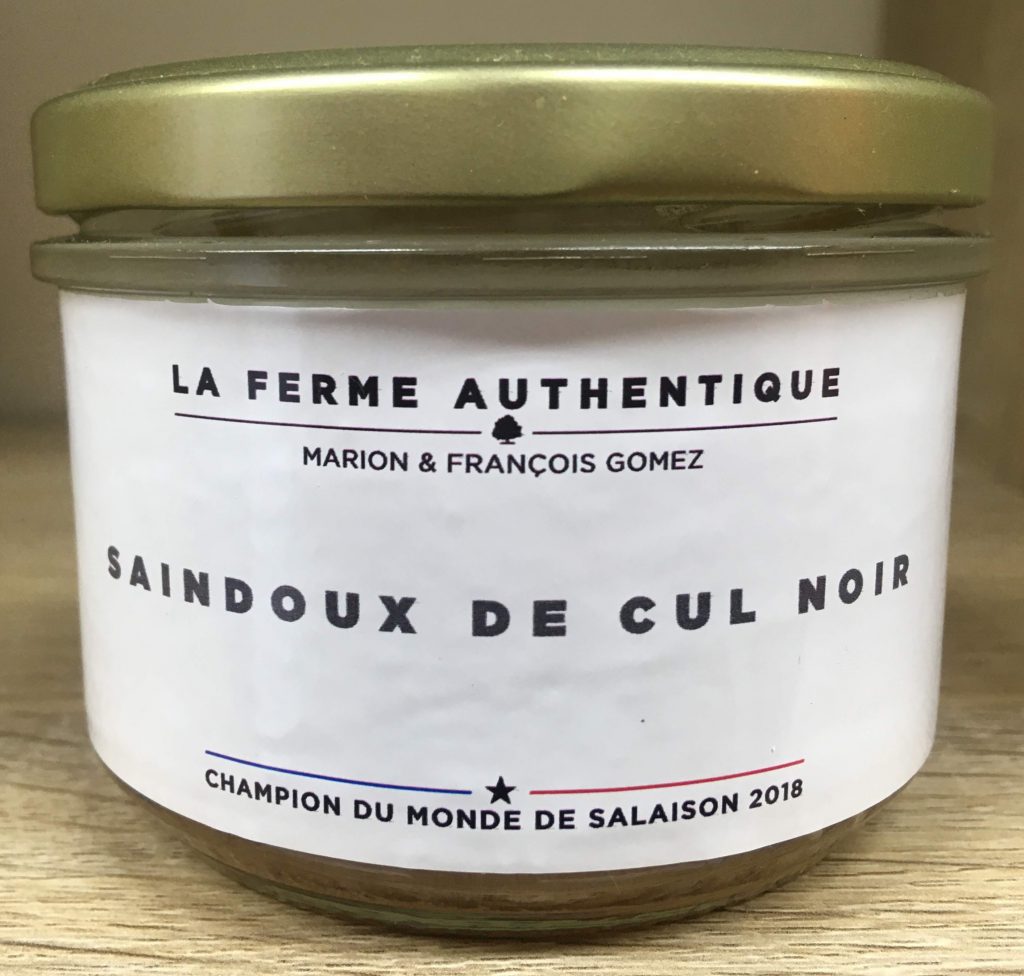 LA FERME AUTHENTIQUE
MARION & FRANÇOIS GOMEZ
SAINDOUX DE CUL NOIR
CHAMPION DU MONDE DE SALAISON 2018